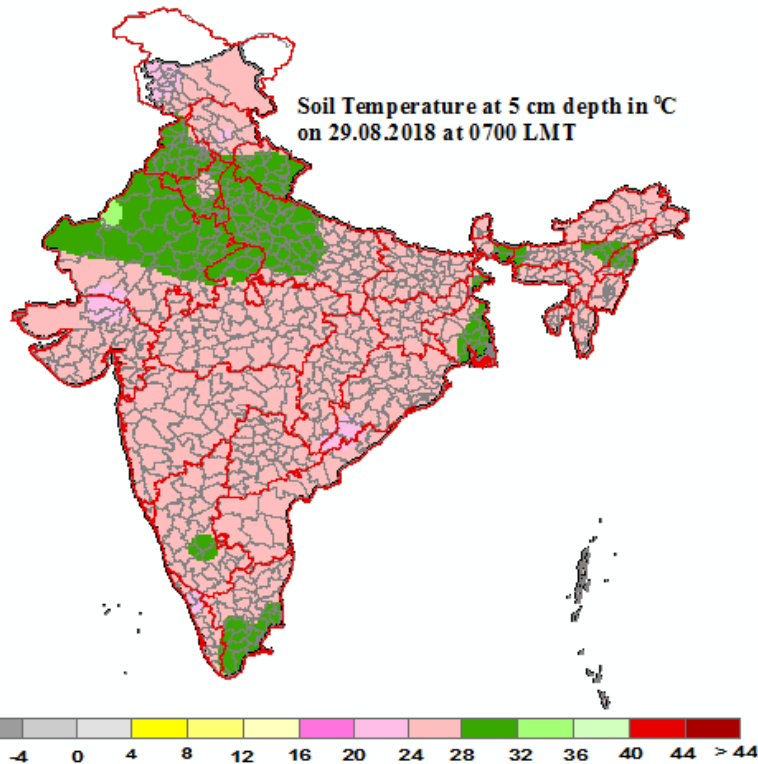 Soil Temperature at 5 cm depth in ⁰C
on 29.08.2018 at 0700 LMT
-4 0 4 8 12 16 20 24 28 32 36 40 44 > 44